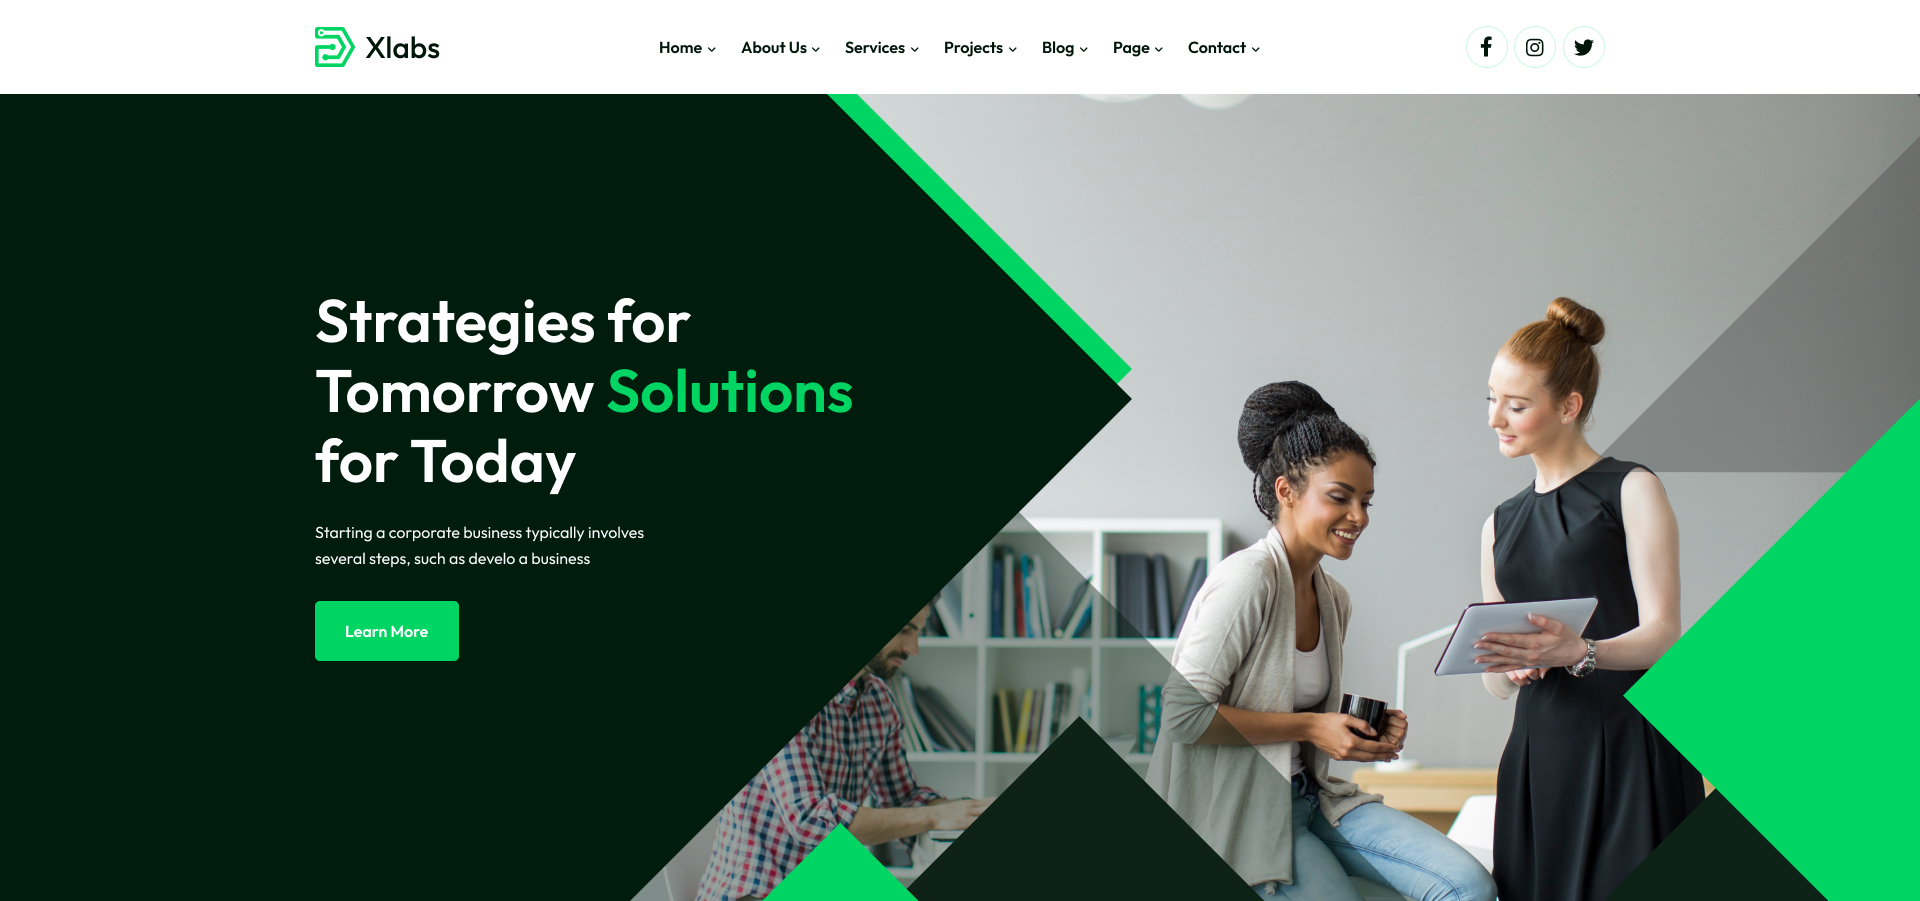 Xlabs
Home
About Us
Services
Projects
Blog
Page
Contact
Strategies for
Tomorrow Solutions
for Today
Starting a corporate business typically involves
several steps, such as develo a business
Learn More